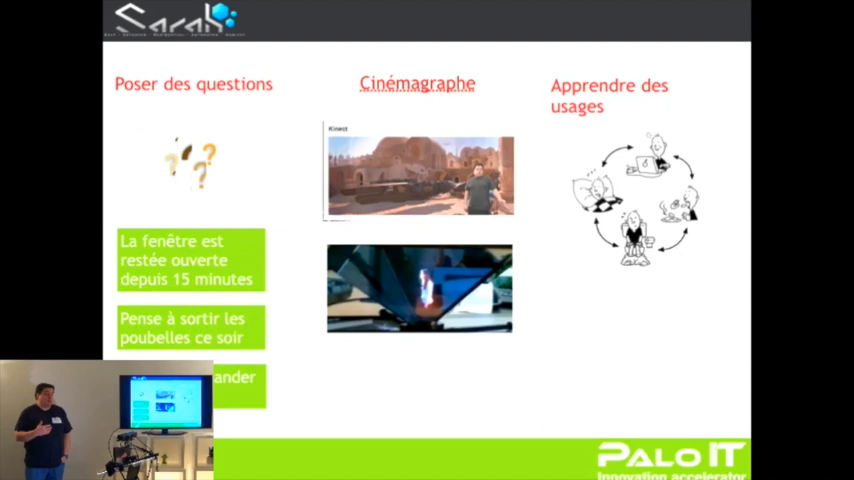 Sarah
Poser des questions
Cinémagraphe
Apprendre des
usages
Kinect
La fenêtre est
restée ouverte
depuis 15 minutes
Pense à sortir les
poubelles ce soir
ander
PALO IT
Innovation accelerator